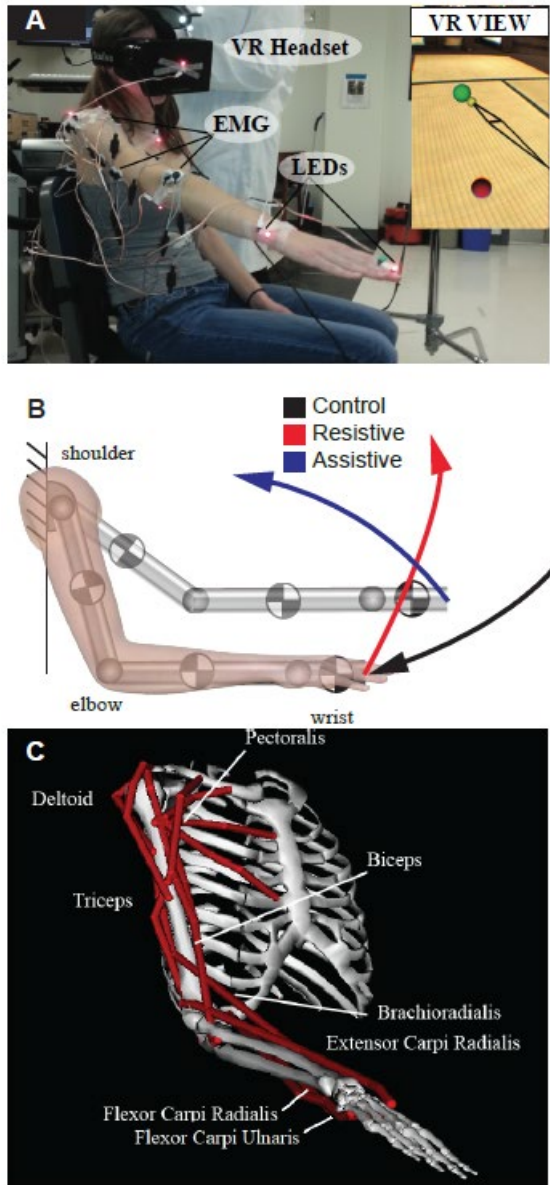 A
VR VIEW
VR Headset
EMG
LEDs
B
Control
Resistive
Assistive
shoulder
elbow
wrist
C
Pectoralis
Deltoid
Biceps
Triceps
Brachioradialis
Extensor Carpi Radialis
Flexor Carpi Radialis
Flexor Carpi Ulnaris